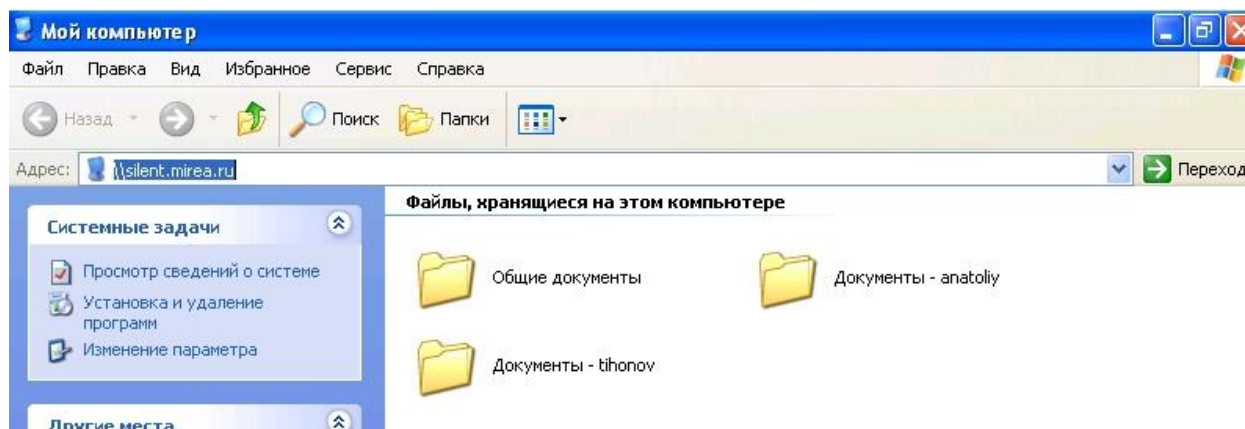 Мой компьютер
Файл Правка Вид Избранное Сервис Справка
Назад Поиск Папки
Адрес: \\silent.mirea.ru Переход
Файлы, хранящиеся на этом компьютере
Системные задачи
Просмотр сведений о системе
Установка и удаление
программ
Изменение параметра
Общие документы
Документы - anatoliy
Документы - tihonov
Другие места